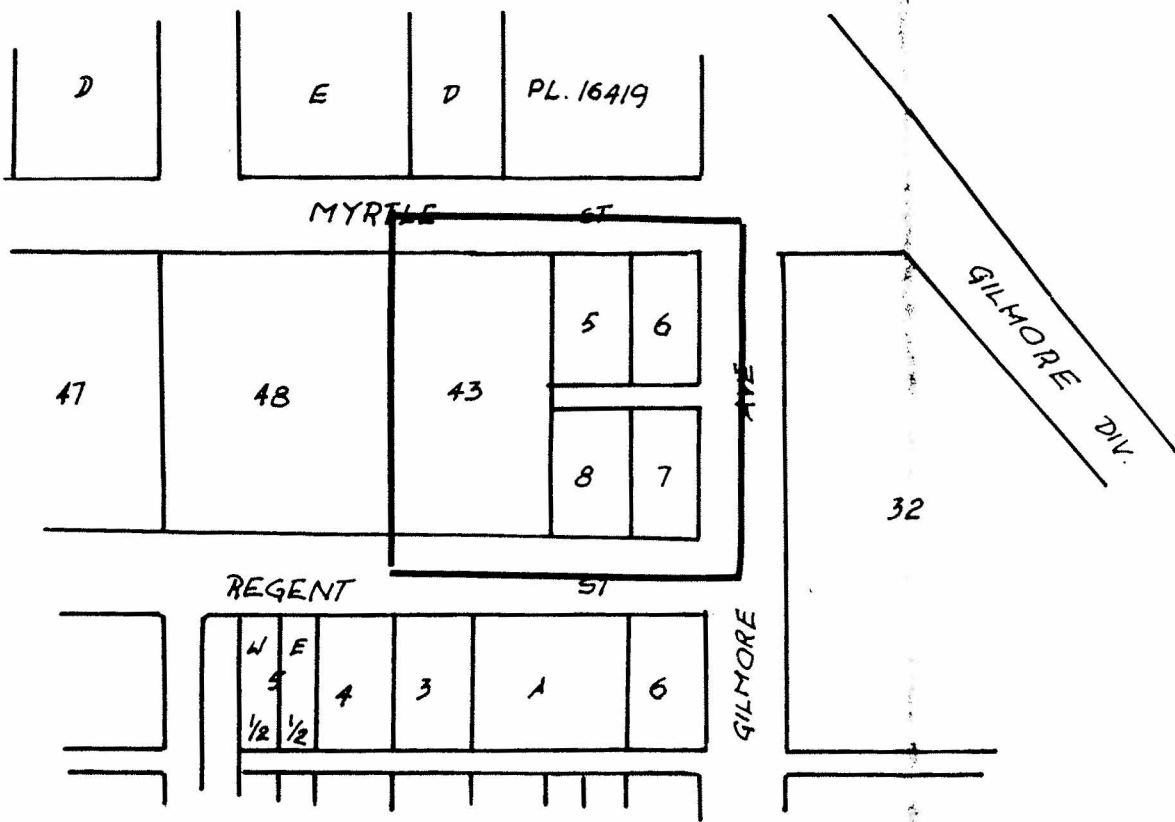 D
E
D
PL. 16419
MYRTLE ST
GILMORE DIV.
5
6
47
48
43
AVE
8
7
32
REGENT ST
GILMORE
W
E
5
4
3
A
6
1/2
1/2